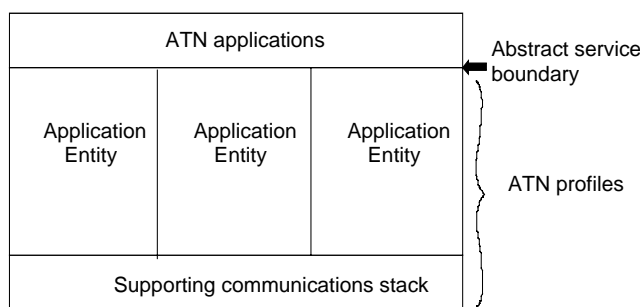 ATN applications
Abstract service
boundary
Application
Entity
Application
Entity
Application
Entity
ATN profiles
Supporting communications stack